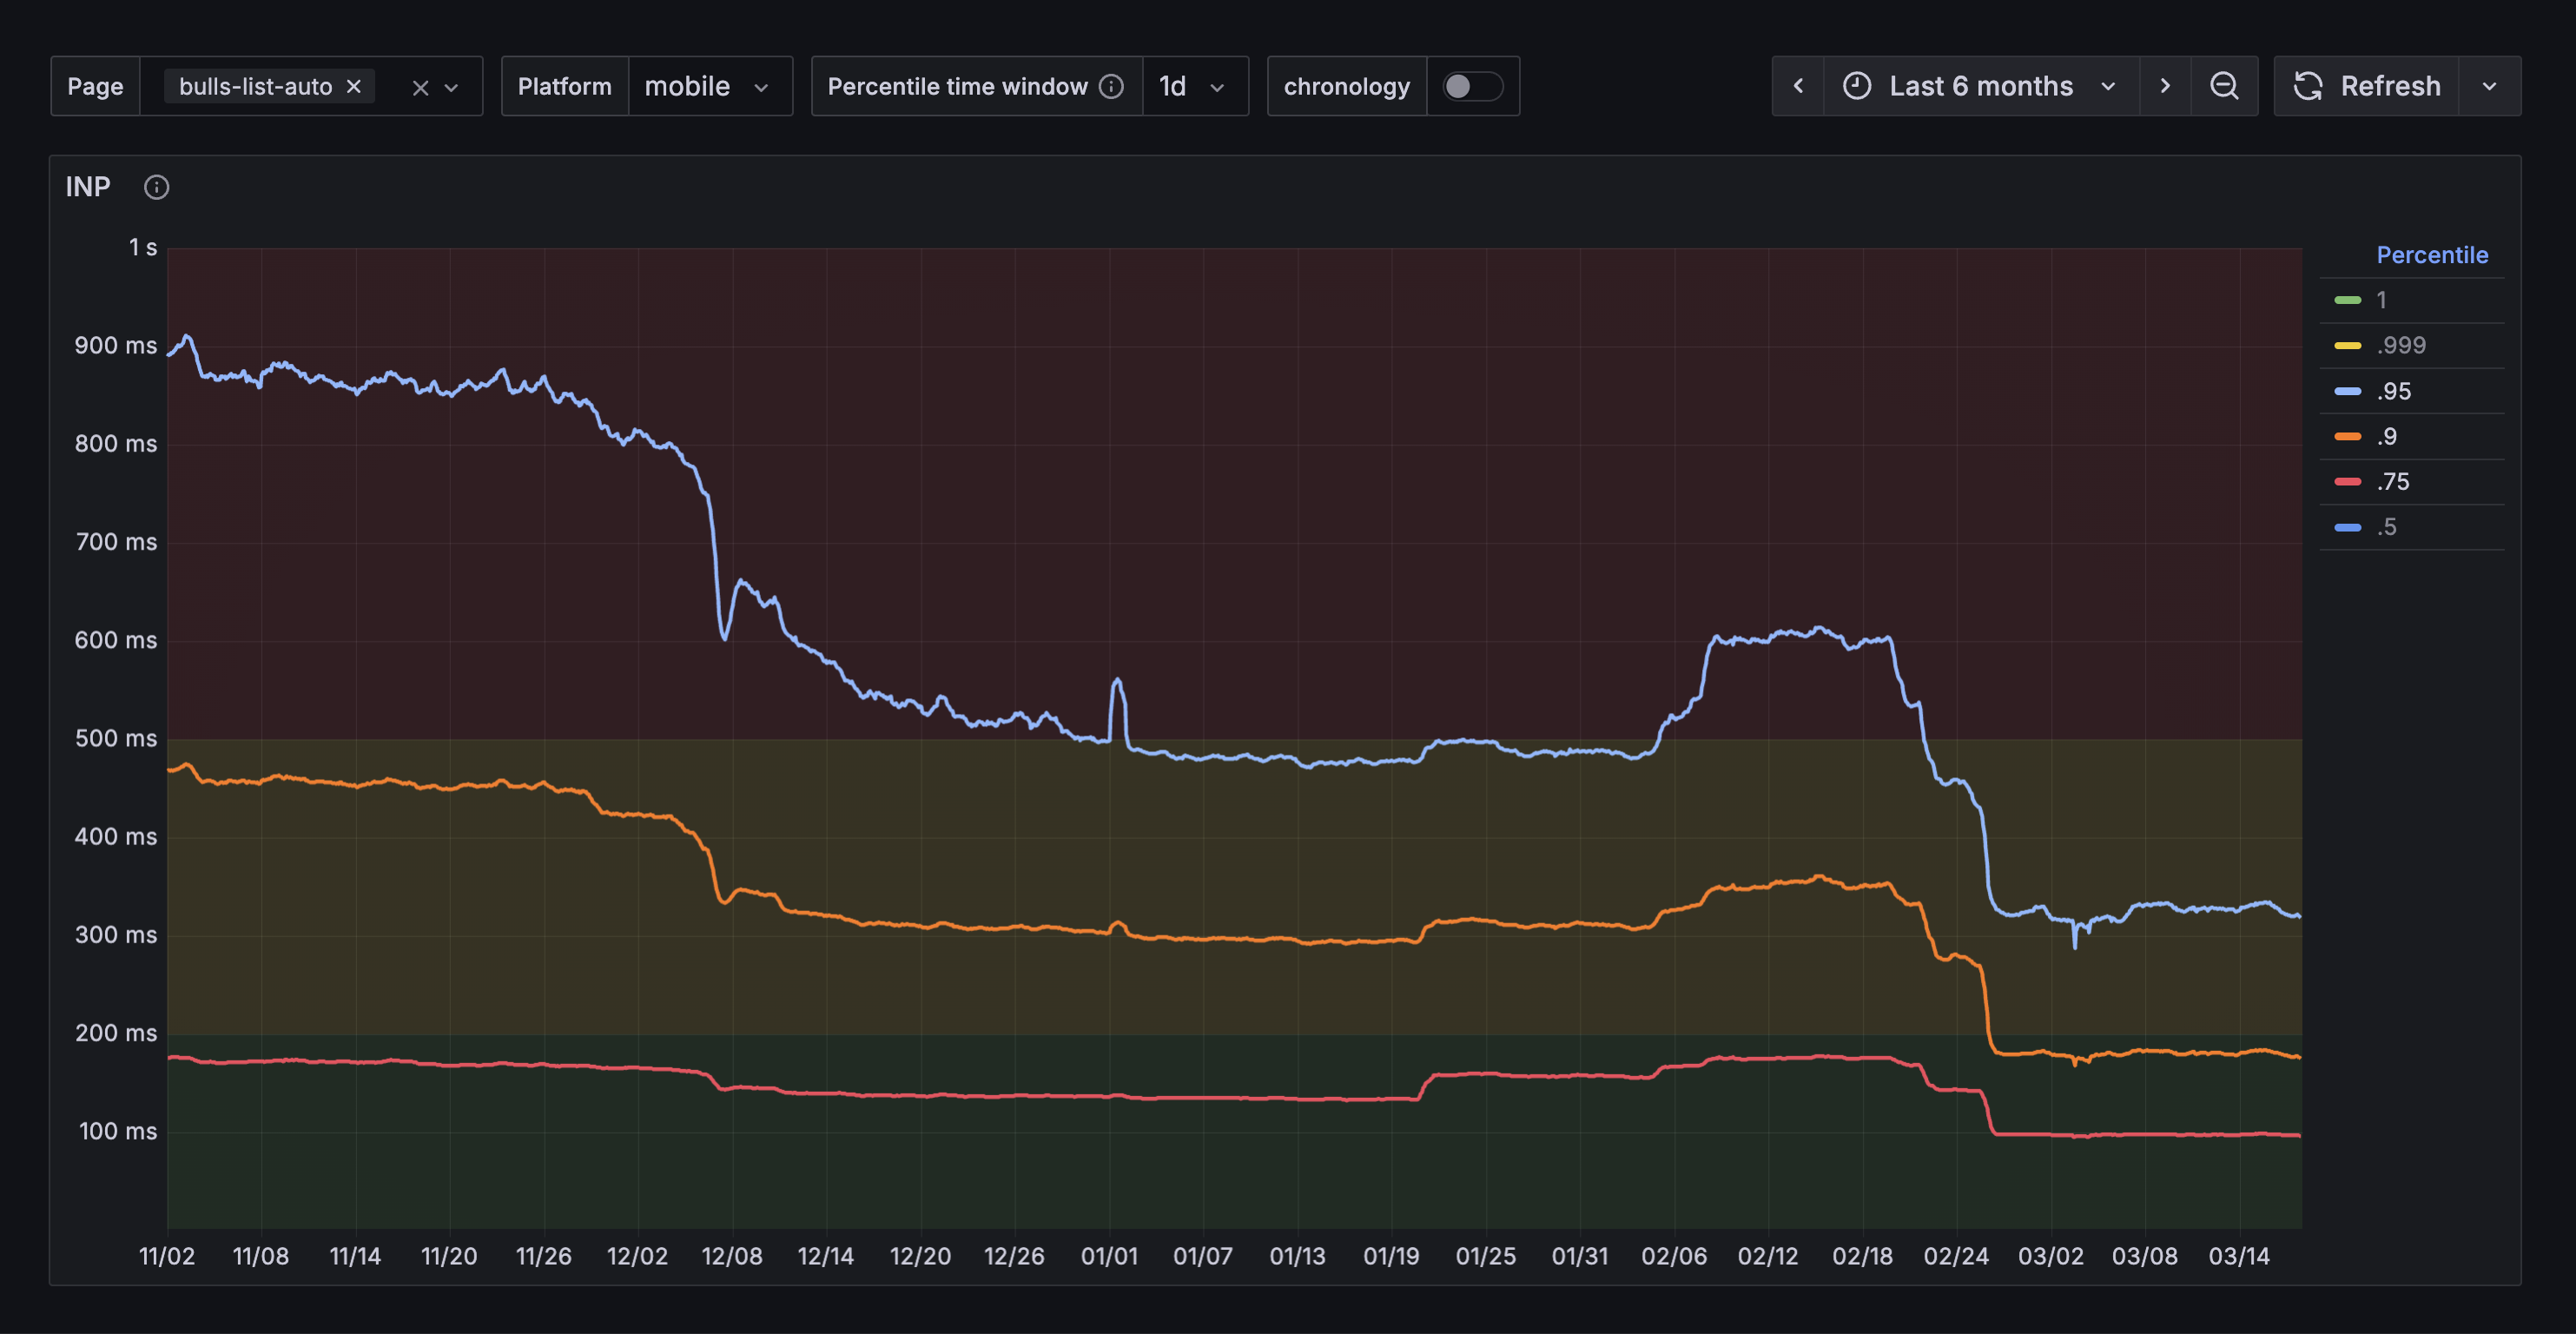 Page bulls-list-auto Platform mobile Percentile time window 1d chronology Last 6 months Refresh
INP
1 s
900 ms
800 ms
700 ms
600 ms
500 ms
400 ms
300 ms
200 ms
100 ms
11/02 11/08 11/14 11/20 11/26 12/02 12/08 12/14 12/20 12/26 01/01 01/07 01/13 01/19 01/25 01/31 02/06 02/12 02/18 02/24 03/02 03/08 03/14
Percentile
1
.999
.95
.9
.75
.5